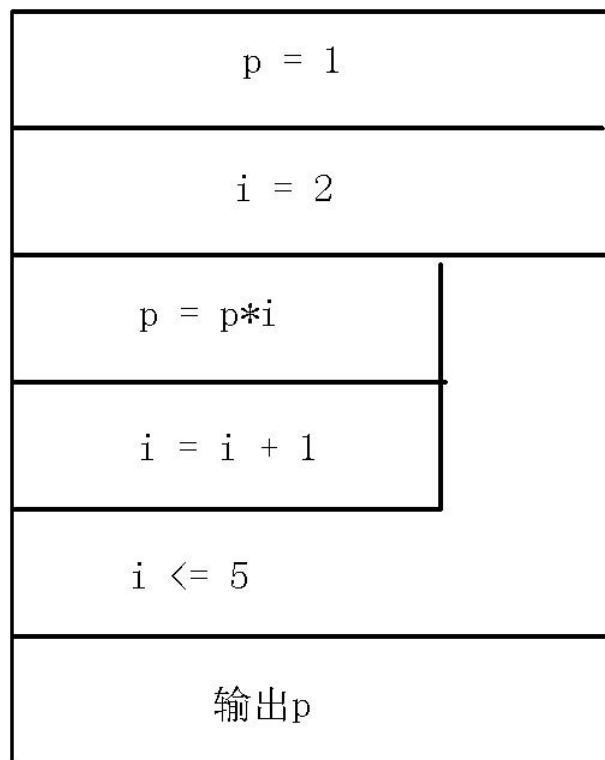 p = 1
i = 2
p = p*i
i = i + 1
i <= 5
输出p